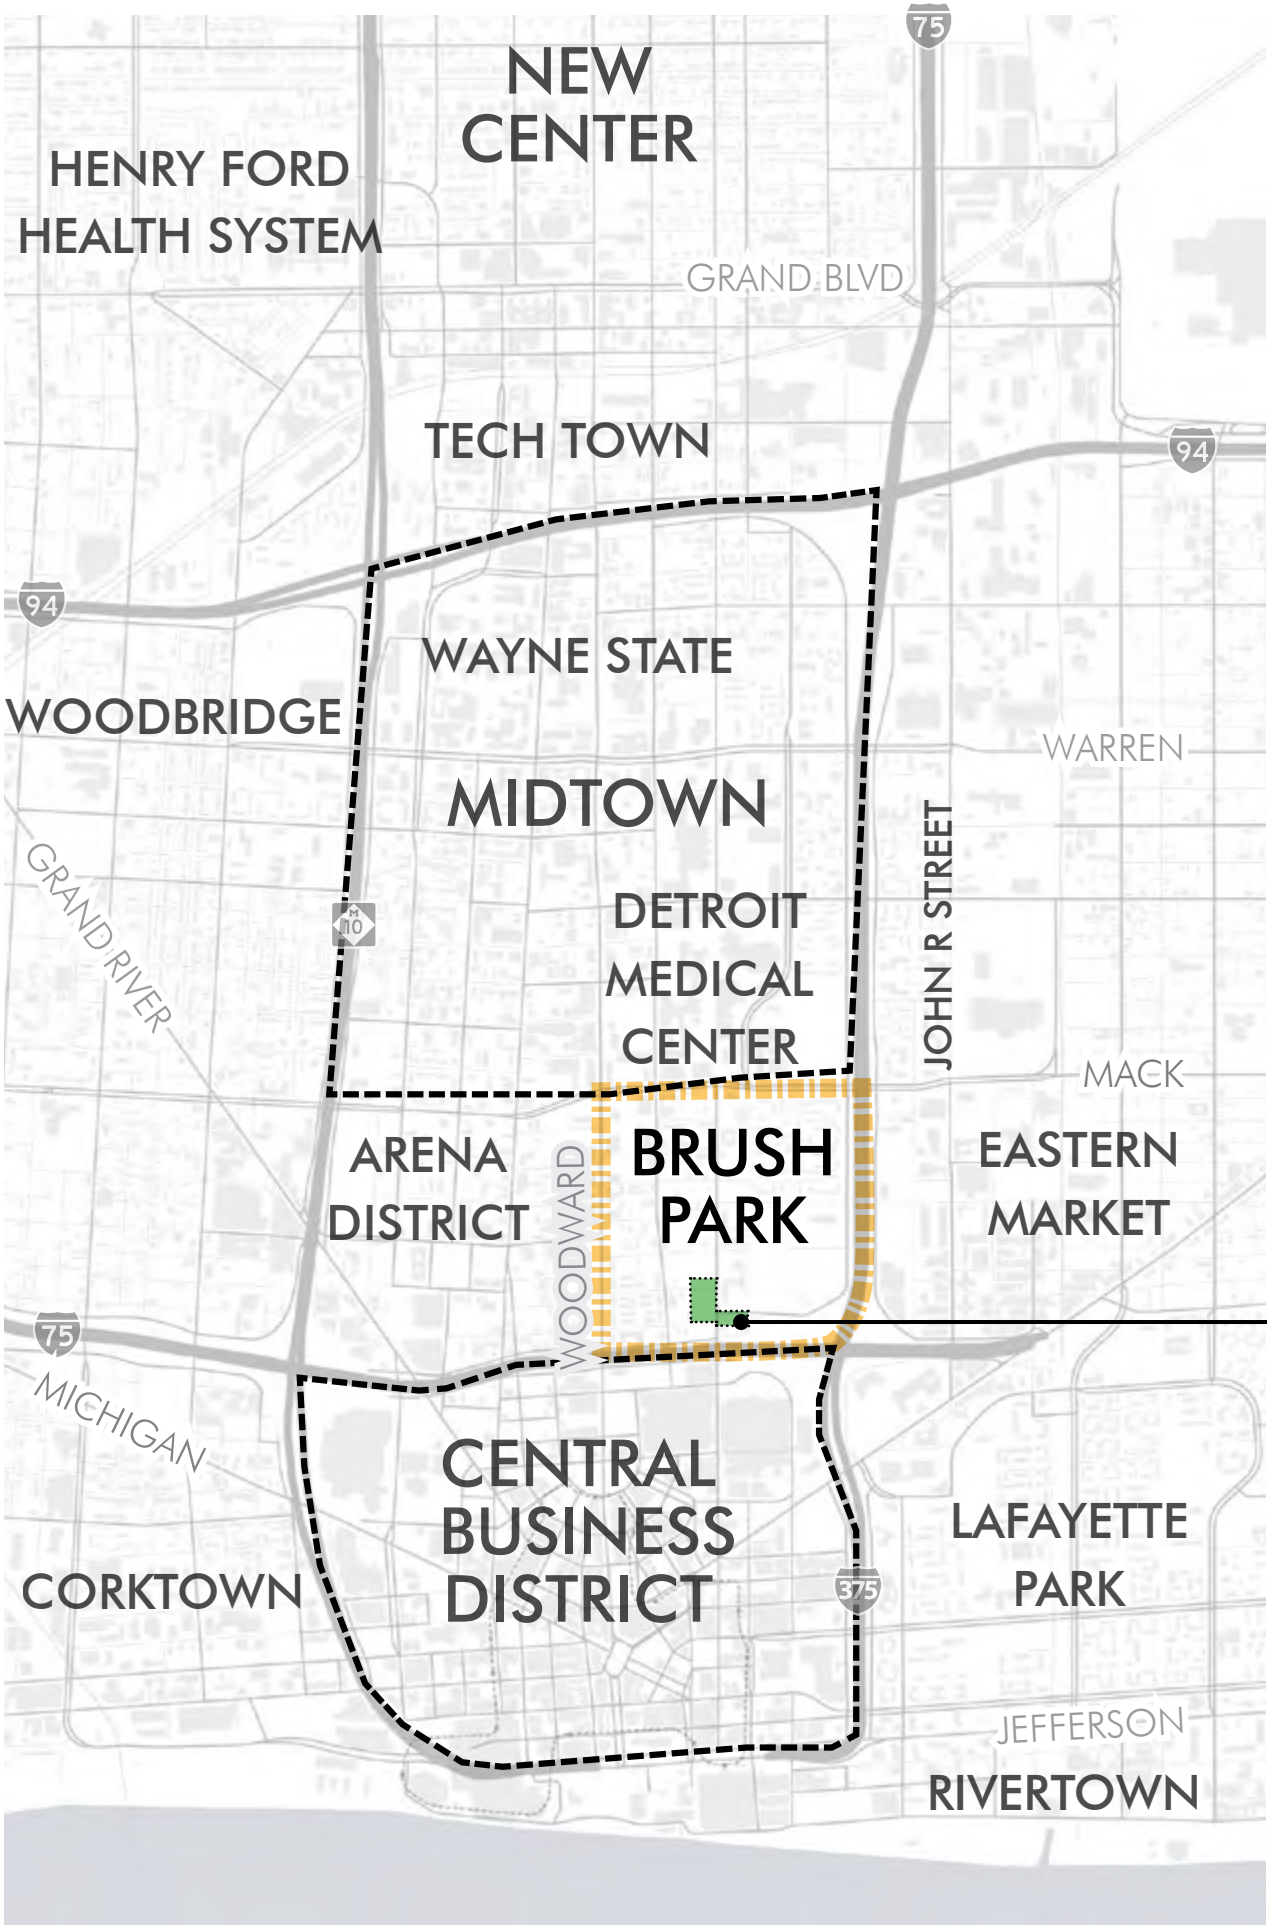 75
NEW
CENTER
HENRY FORD
HEALTH SYSTEM
GRAND BLVD
TECH TOWN
94
94
WAYNE STATE
WOODBRIDGE
WARREN
MIDTOWN
JOHN R STREET
GRAND RIVER
DETROIT
MEDICAL
CENTER
M
10
MACK
ARENA
DISTRICT
WOODWARD
BRUSH
PARK
EASTERN
MARKET
75
MICHIGAN
CENTRAL
BUSINESS
DISTRICT
LAFAYETTE
PARK
CORKTOWN
375
JEFFERSON
RIVERTOWN